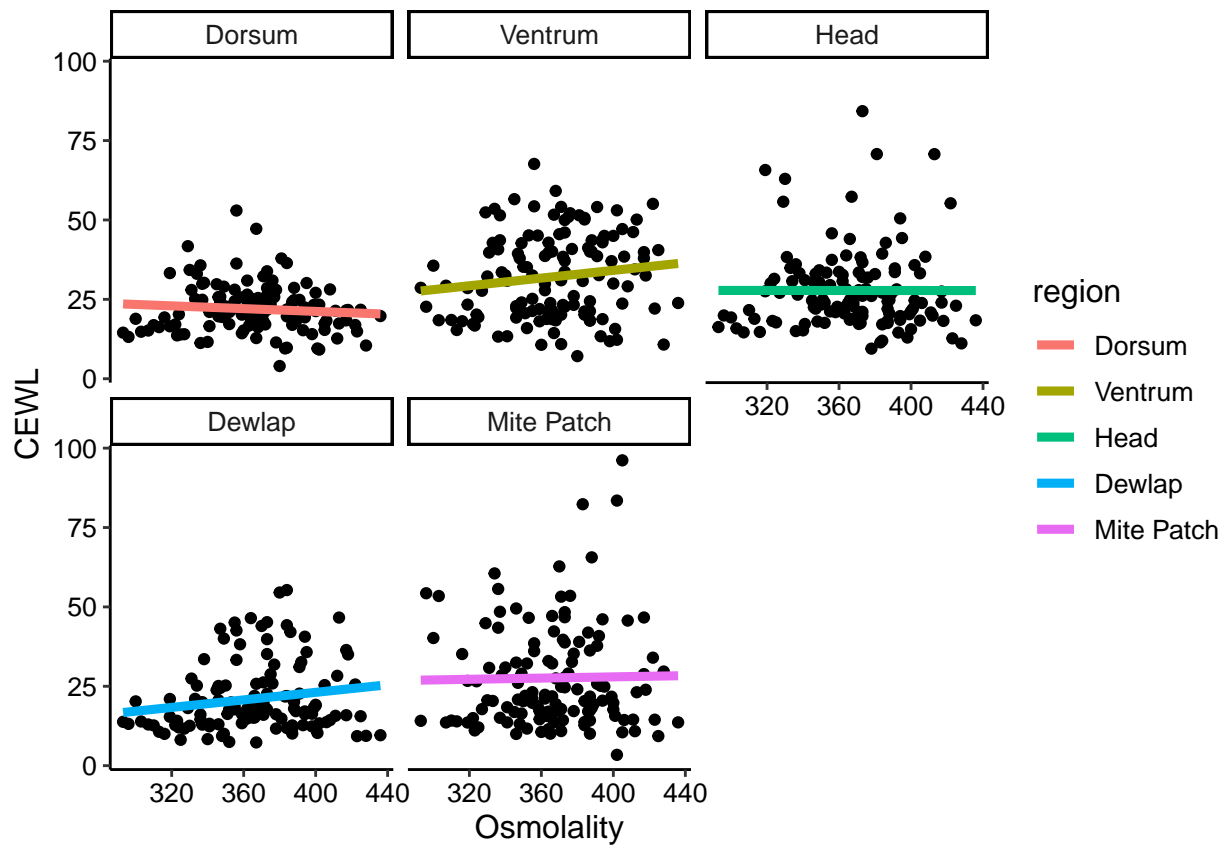 Dorsum
Ventrum
Head
100
75
50
25
0
320 360 400 440
CEWL
Dewlap
Mite Patch
100
75
50
25
0
320 360 400 440
320 360 400 440
Osmolality
region
Dorsum
Ventrum
Head
Dewlap
Mite Patch